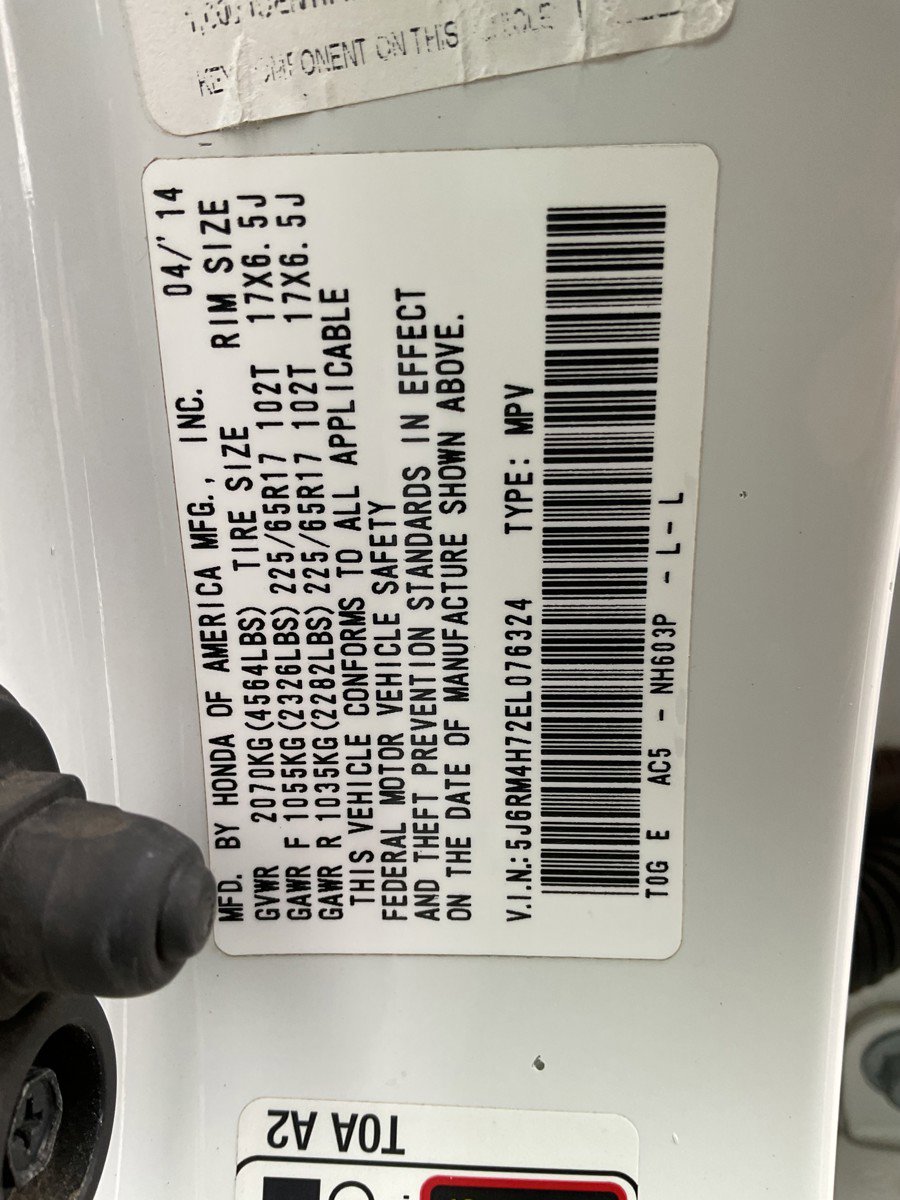 KEY COMPONENT ON THIS VEHICLE
MFD. BY HONDA OF AMERICA MFG., INC. 04/'14
TIRE SIZE RIM SIZE
GVWR 2070KG(4564LBS)
GAWR F 1055KG(2326LBS) 225/65R17 102T 17X6.5J
GAWR R 1035KG(2282LBS) 225/65R17 102T 17X6.5J
THIS VEHICLE CONFORMS TO ALL APPLICABLE
FEDERAL MOTOR VEHICLE SAFETY
AND THEFT PREVENTION STANDARDS IN EFFECT
ON THE DATE OF MANUFACTURE SHOWN ABOVE.
V.I.N.:5J6RM4H72EL076324 TYPE: MPV
T0G E AC5 - NH603P - L-L
T0A A2